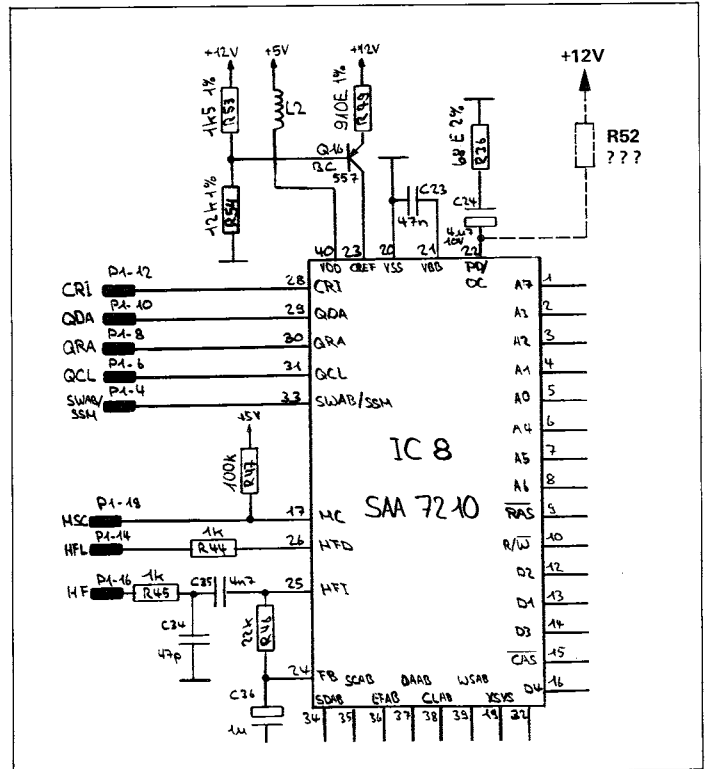 +12V
+5V
+12V
+12V
1k5 1%
R53
L2
910E 1%
R49
68E 2%
R36
R52
???
Q16
BC
557
12k 1%
R54
C23
47n
C24
4µ7
10V
40
23
20
21
22
VDD
CREF
VSS
VBB
PD/
OC
CRI
P1-12
28
CRI
QDA
P1-10
29
QDA
QRA
P1-8
30
QRA
QCL
P1-6
31
QCL
SWAB/
SSM
P1-4
33
SWAB/SSM
+5V
100k
R47
MSC
P1-18
17
MC
HFL
P1-14
1k
R44
26
HFD
HF
P1-16
1k
R45
C35
4n7
25
HFI
C34
47p
22k
R46
24
FB
C36
1u
IC 8
SAA 7210
A7
1
A3
2
A2
3
A1
4
A0
5
A4
6
A5
7
A6
8
RAS
9
R/W
10
D2
12
D1
13
D3
14
CAS
15
D4
16
SCAB
DAAB
WSAB
SDAB
EFAB
CLAB
XSYS
34
35
36
37
38
39
19
22